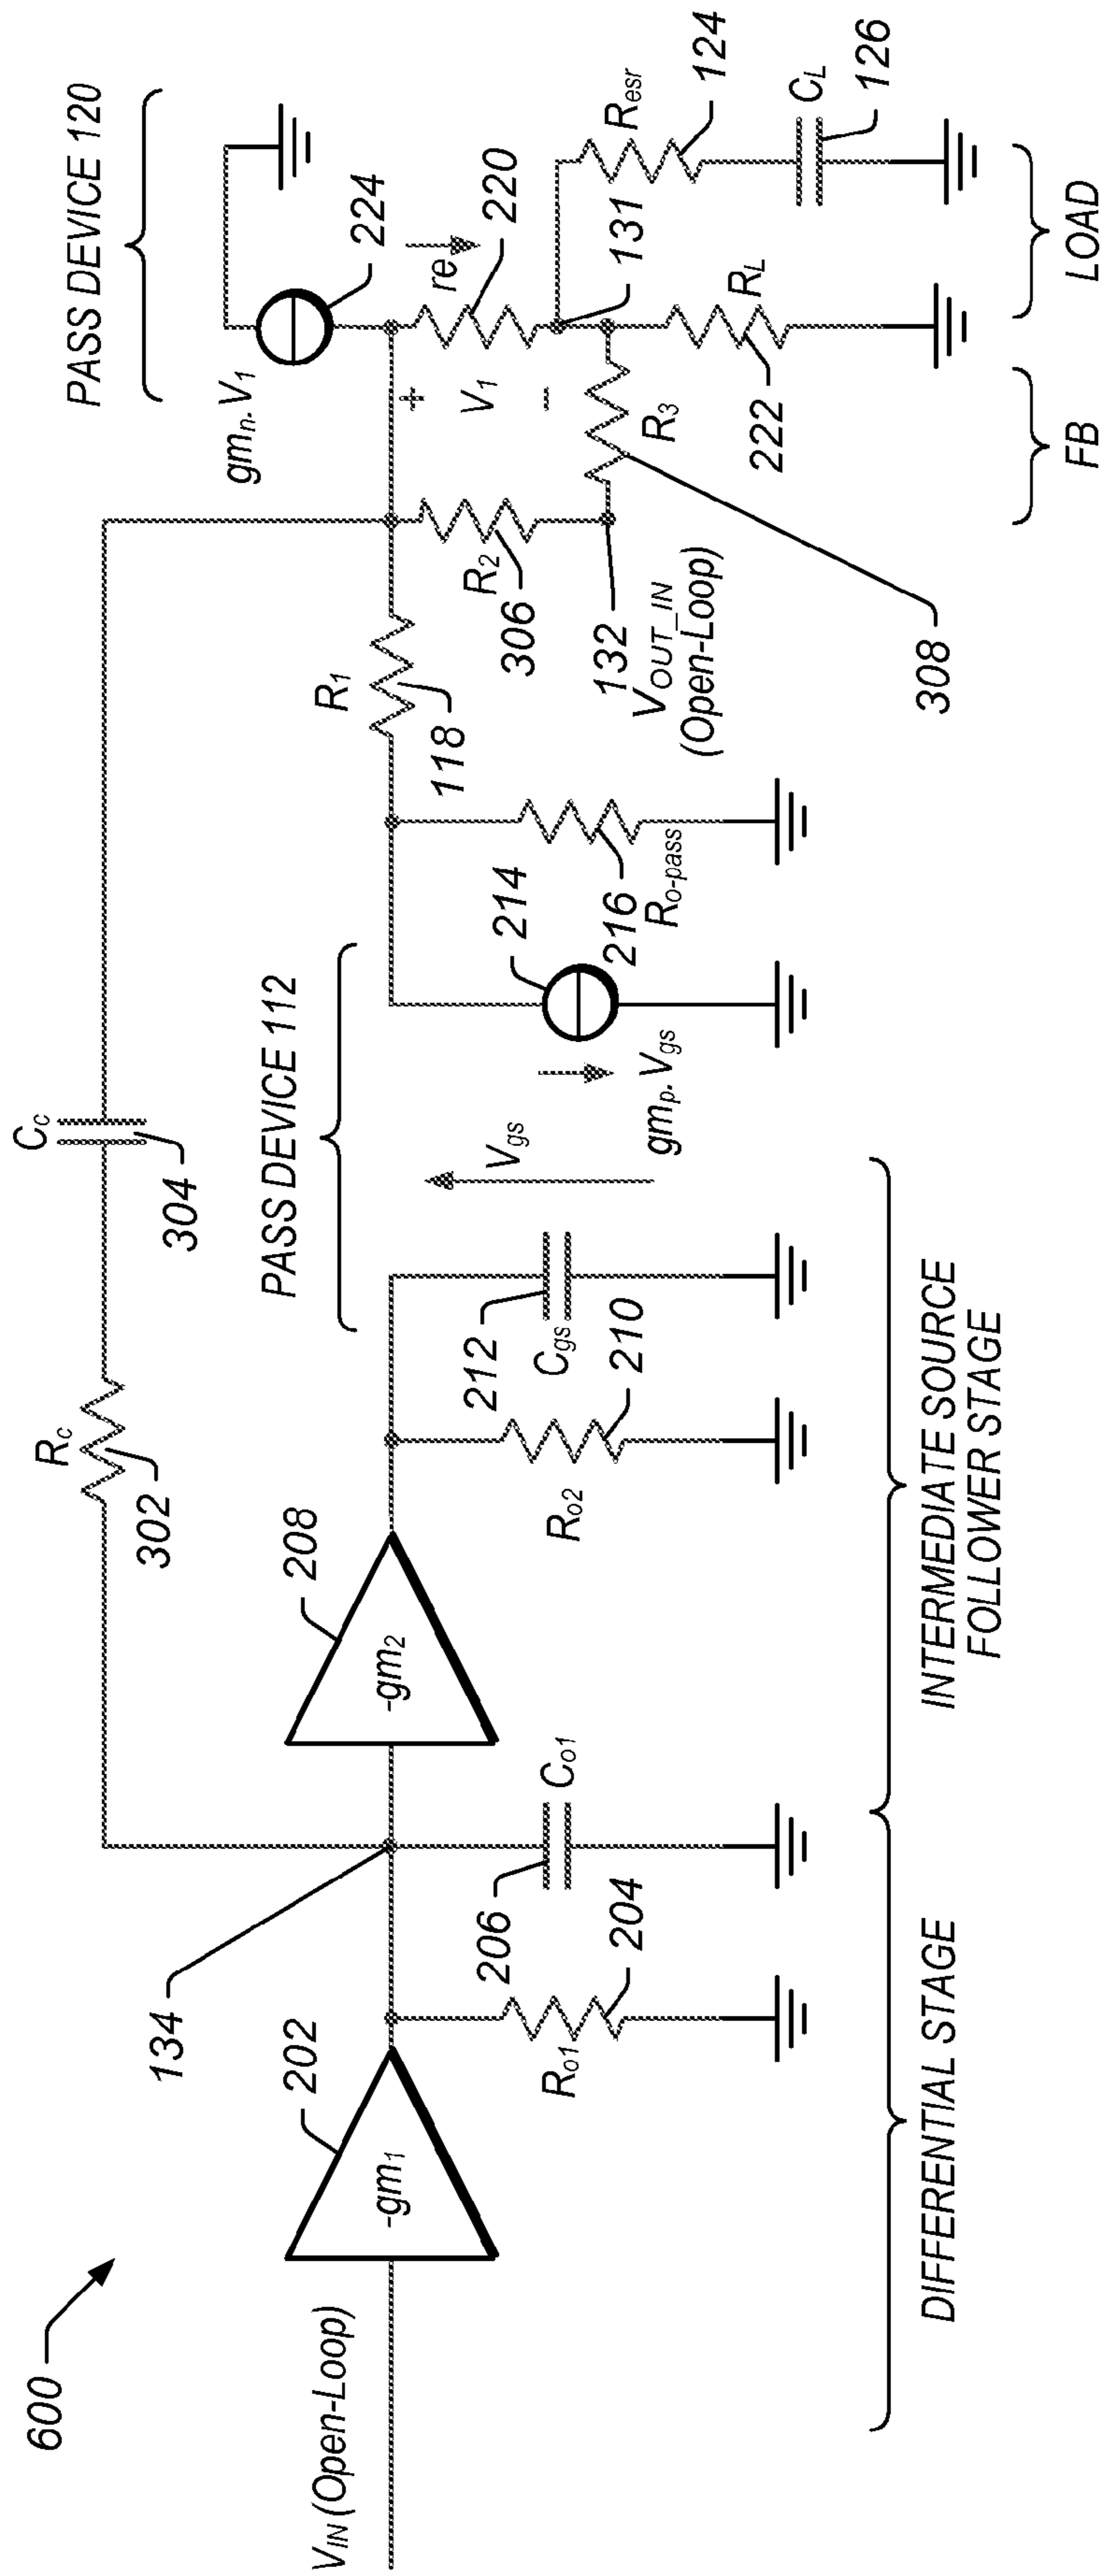 600
PASS DEVICE 120
C_c
304
R_c
302
gm_n. V_1
224
re
220
R_esr
124
C_L
126
131
+
V_1
−
R_1
118
R_2
306
R_3
R_L
222
132
V_OUT_IN
(Open-Loop)
308
PASS DEVICE 112
214
216
R_o-pass
V_gs
gm_p. V_gs
134
208
-gm_2
212
C_gs
210
R_o2
202
-gm_1
C_o1
206
204
R_o1
V_IN (Open-Loop)
DIFFERENTIAL STAGE
INTERMEDIATE SOURCE
FOLLOWER STAGE
FB
LOAD